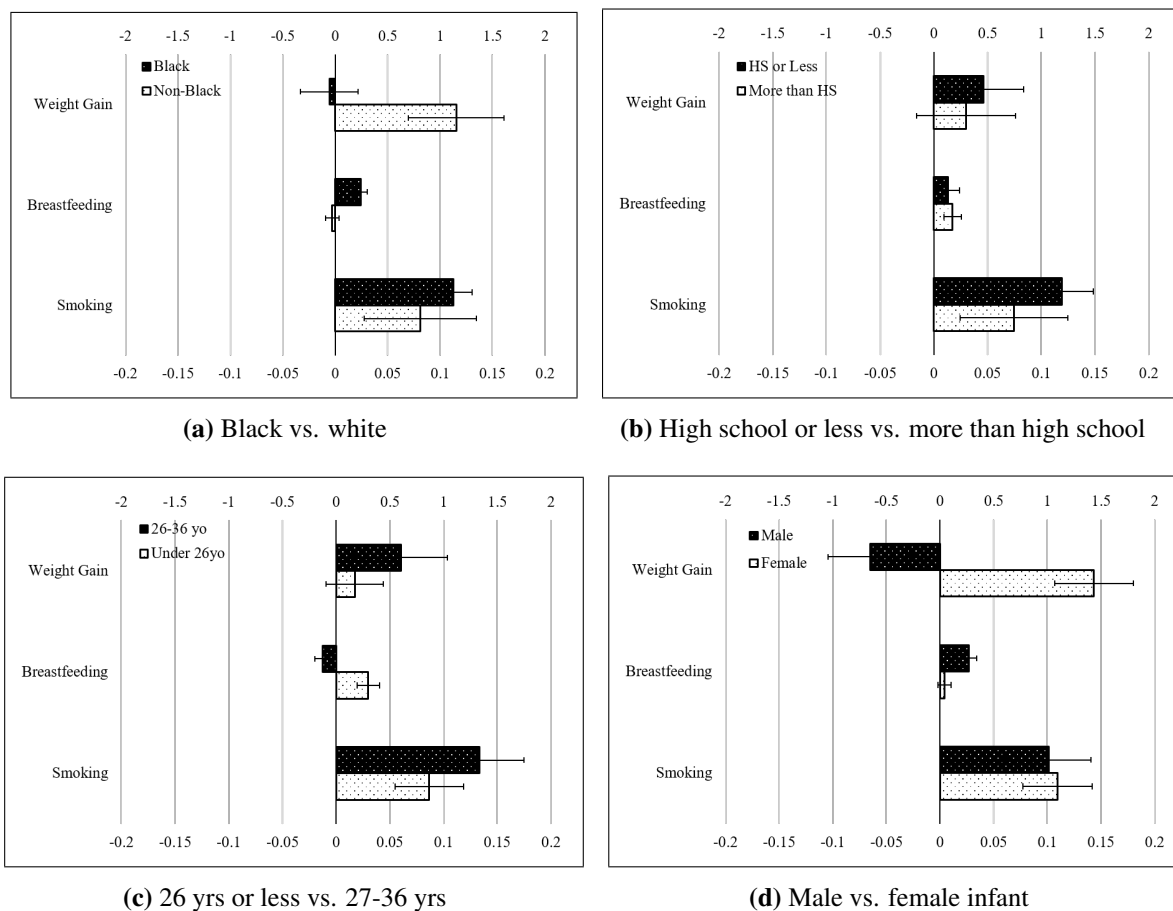 -2 -1.5 -1 -0.5 0 0.5 1 1.5 2
Black
Non-Black
Weight Gain
Breastfeeding
Smoking
-0.2 -0.15 -0.1 -0.05 0 0.05 0.1 0.15 0.2
(a) Black vs. white
-2 -1.5 -1 -0.5 0 0.5 1 1.5 2
HS or Less
More than HS
Weight Gain
Breastfeeding
Smoking
-0.2 -0.15 -0.1 -0.05 0 0.05 0.1 0.15 0.2
(b) High school or less vs. more than high school
-2 -1.5 -1 -0.5 0 0.5 1 1.5 2
26-36 yo
Under 26yo
Weight Gain
Breastfeeding
Smoking
-0.2 -0.15 -0.1 -0.05 0 0.05 0.1 0.15 0.2
(c) 26 yrs or less vs. 27-36 yrs
-2 -1.5 -1 -0.5 0 0.5 1 1.5 2
Male
Female
Weight Gain
Breastfeeding
Smoking
-0.2 -0.15 -0.1 -0.05 0 0.05 0.1 0.15 0.2
(d) Male vs. female infant